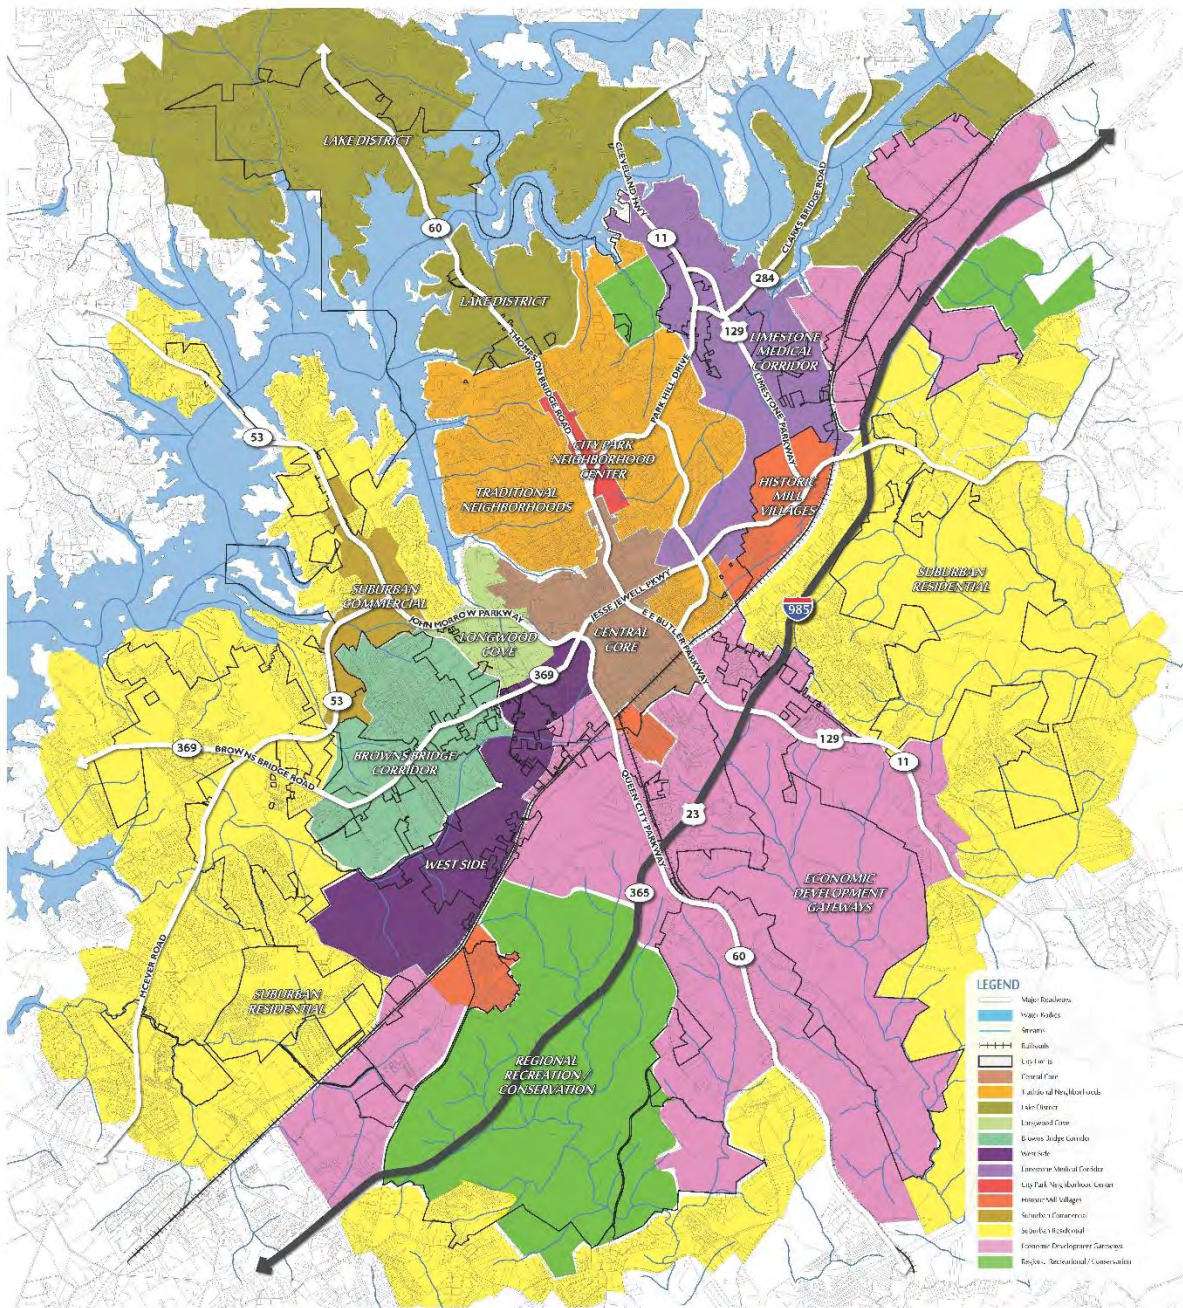 LAKE DISTRICT
CLEVELAND HWY
60
11
CLARKS BRIDGE ROAD
284
LAKE DISTRICT
129
LIMESTONE
MEDICAL
CORRIDOR
THOMPSON BRIDGE ROAD
PARK HILL DRIVE
LIMESTONE PARKWAY
53
CITY PARK
NEIGHBORHOOD
CENTER
TRADITIONAL
NEIGHBORHOODS
HISTORIC
MILL
VILLAGES
SUBURBAN
RESIDENTIAL
SUBURBAN
COMMERCIAL
JESSE JEWELL PKWY
985
JOHN MORROW PARKWAY
LONGWOOD
COVE
CENTRAL
CORE
E E BUTLER PARKWAY
369
53
369
BROWNS BRIDGE ROAD
BROWNS BRIDGE
CORRIDOR
129
11
QUEEN CITY PARKWAY
23
WEST SIDE
365
ECONOMIC
DEVELOPMENT
GATEWAYS
MCEVER ROAD
60
SUBURBAN
RESIDENTIAL
REGIONAL
RECREATION /
CONSERVATION
LEGEND
Major Roadways
Water Bodies
Streams
Railroads
City Limits
Central Core
Traditional Neighborhoods
Lake District
Longwood Cove
Browns Bridge Corridor
West Side
Limestone Medical Corridor
City Park Neighborhood Center
Historic Mill Villages
Suburban Commercial
Suburban Residential
Economic Development Gateways
Regional Recreational / Conservation